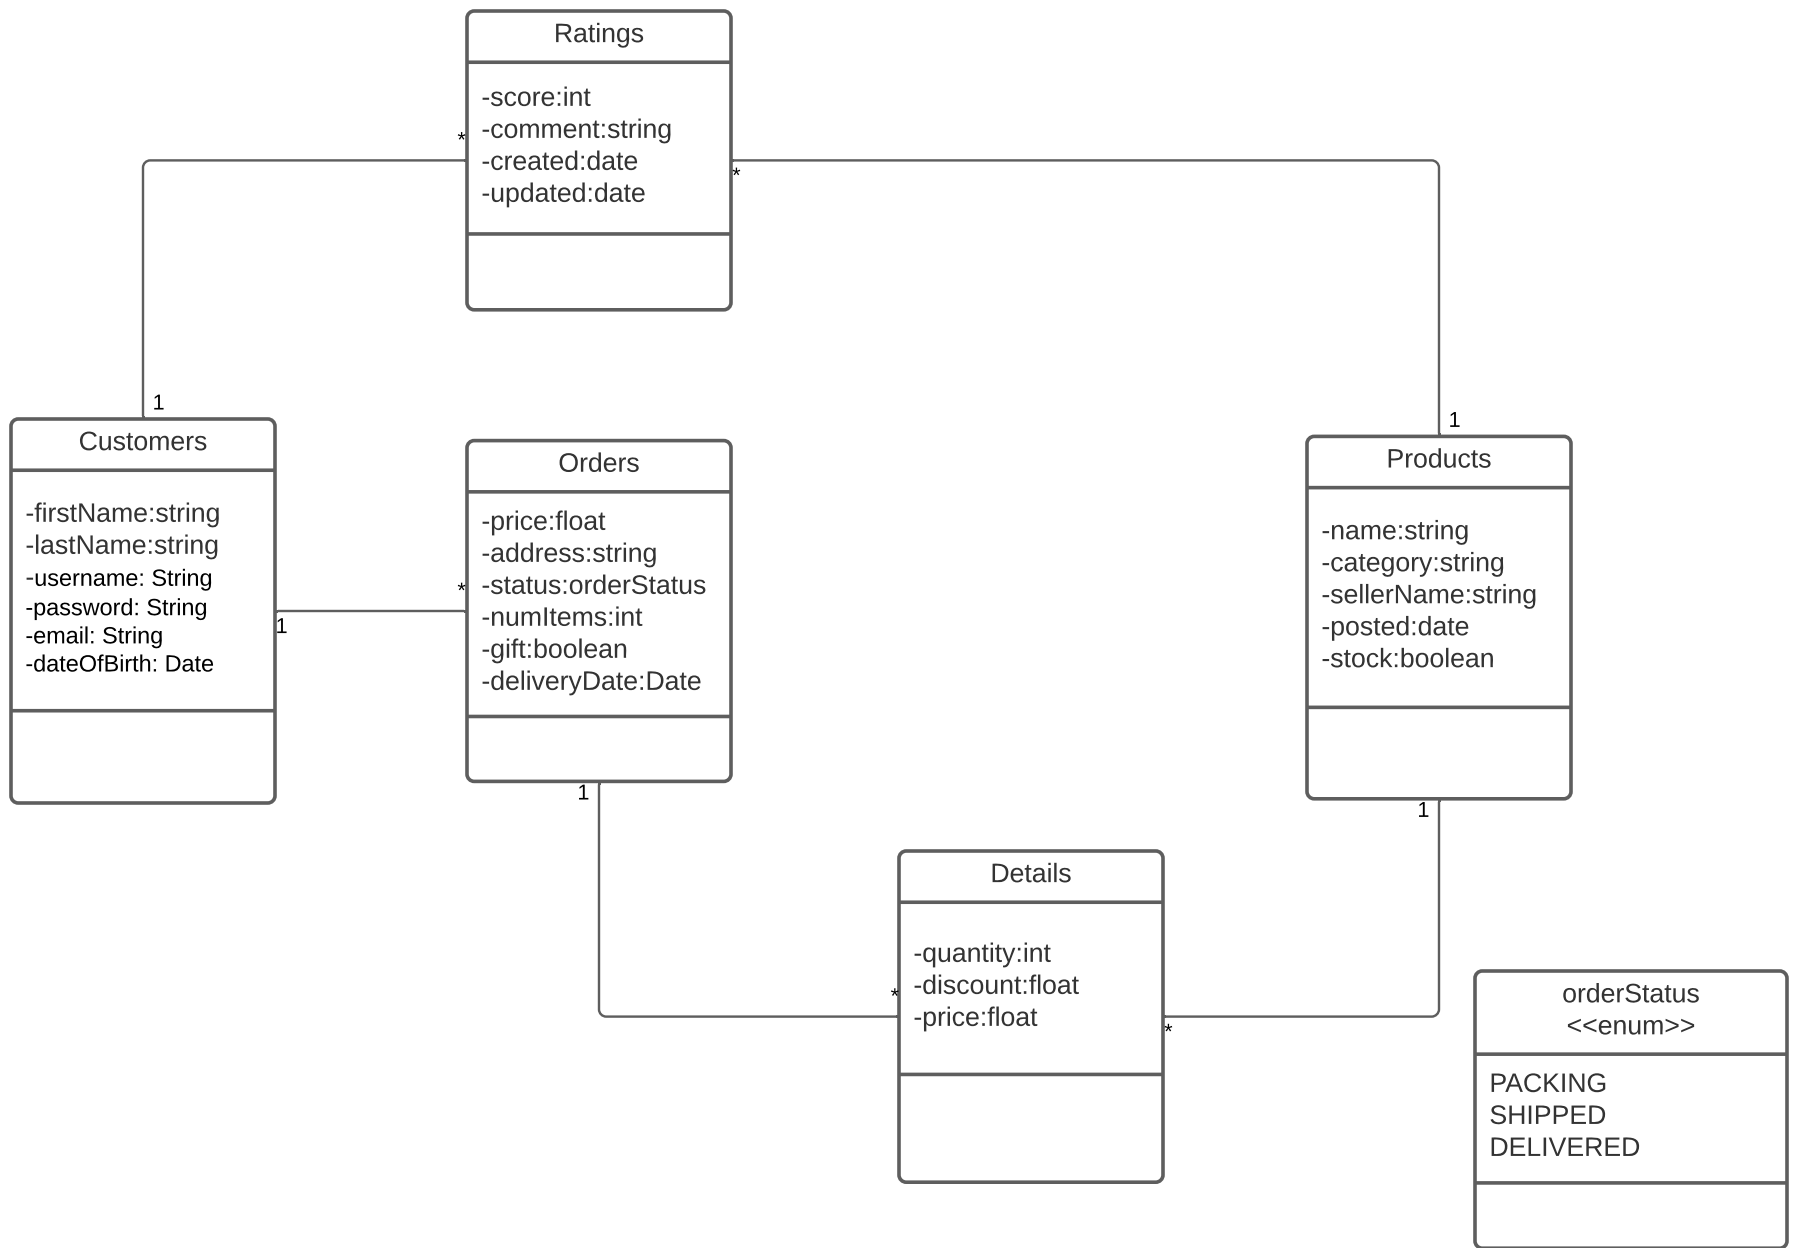 Ratings
-score:int
-comment:string
-created:date
-updated:date
*
*
1
1
Customers
-firstName:string
-lastName:string
-username: String
-password: String
-email: String
-dateOfBirth: Date
1
*
Orders
-price:float
-address:string
-status:orderStatus
-numItems:int
-gift:boolean
-deliveryDate:Date
1
Products
-name:string
-category:string
-sellerName:string
-posted:date
-stock:boolean
1
Details
-quantity:int
-discount:float
-price:float
*
*
orderStatus
<<enum>>
PACKING
SHIPPED
DELIVERED